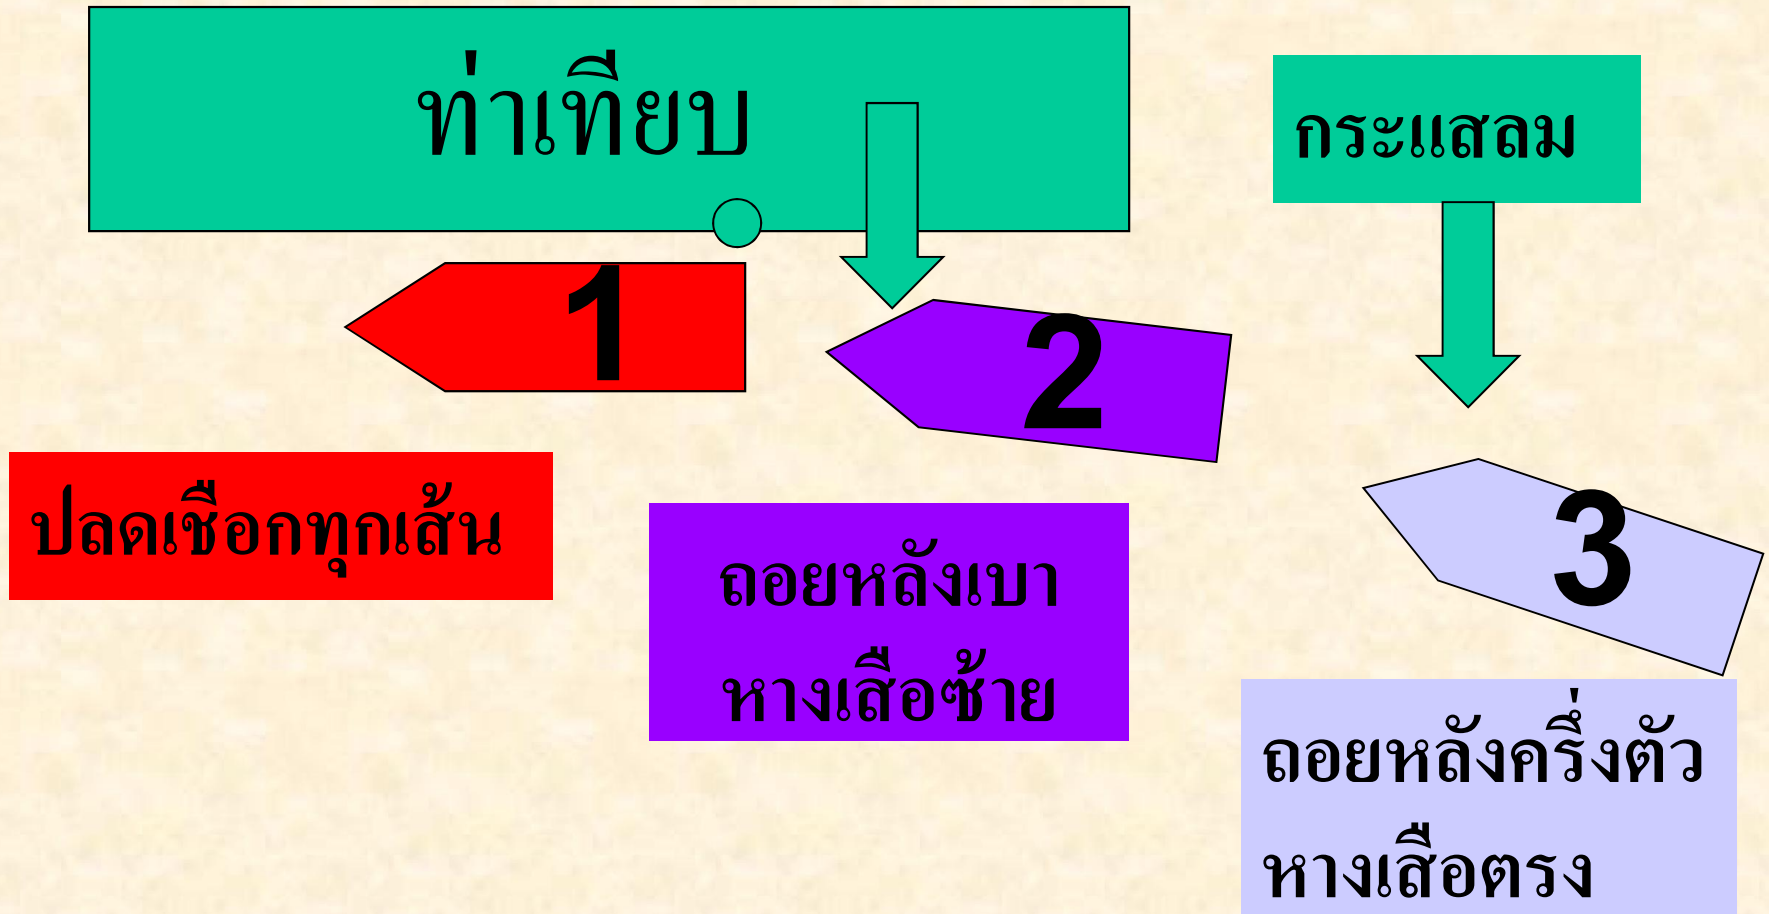 ท่าเทียบ
กระแสลม
1
2
3
ปลดเชือกทุกเส้น
ถอยหลังเบา
หางเสือซ้าย
ถอยหลังครึ่งตัว
หางเสือตรง